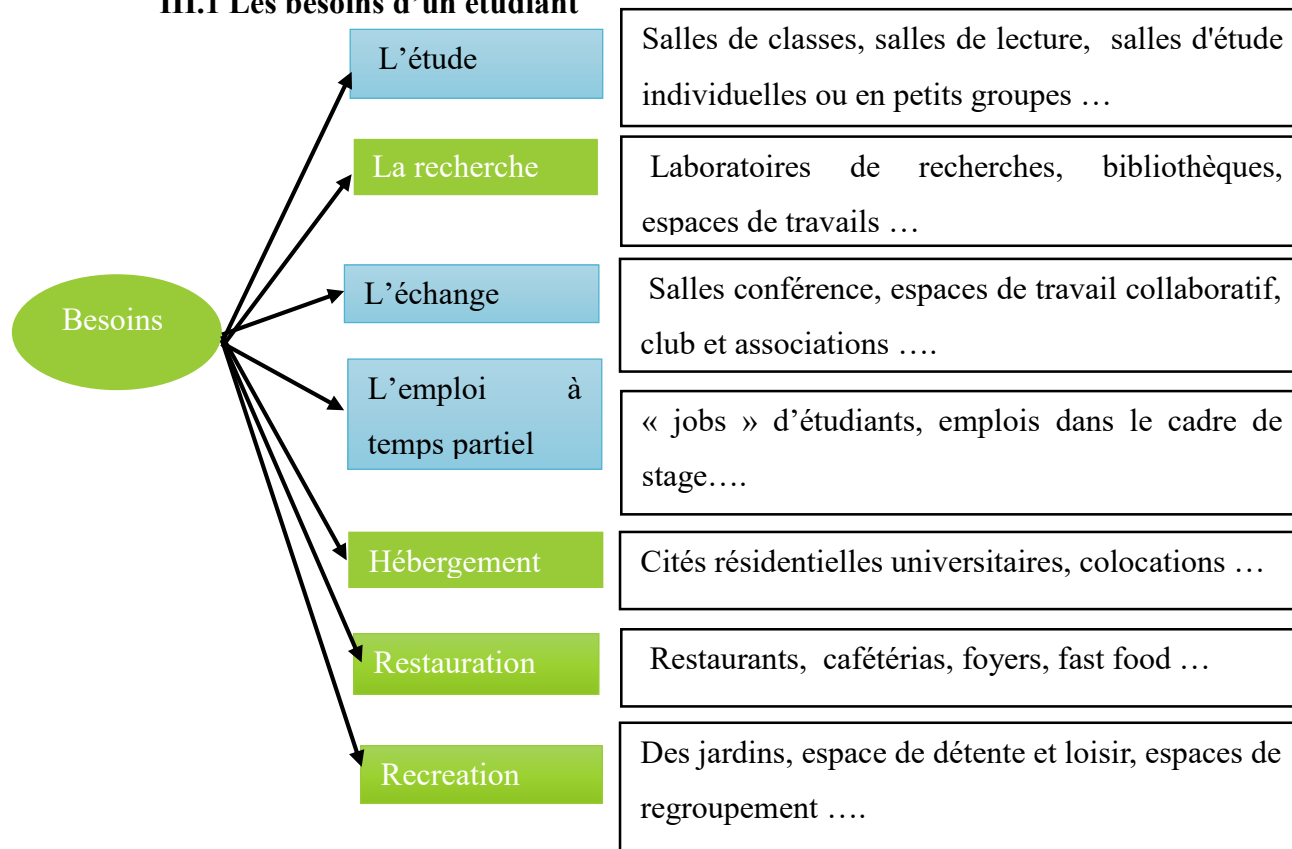 III.1 Les besoins d’un étudiant
L’étude
Salles de classes, salles de lecture, salles d'étude
individuelles ou en petits groupes …
La recherche
Laboratoires de recherches, bibliothèques,
espaces de travails …
Besoins
L’échange
Salles conférence, espaces de travail collaboratif,
club et associations ….
L’emploi à
temps partiel
« jobs » d’étudiants, emplois dans le cadre de
stage….
Hébergement
Cités résidentielles universitaires, colocations …
Restauration
Restaurants, cafétérias, foyers, fast food …
Recreation
Des jardins, espace de détente et loisir, espaces de
regroupement ….